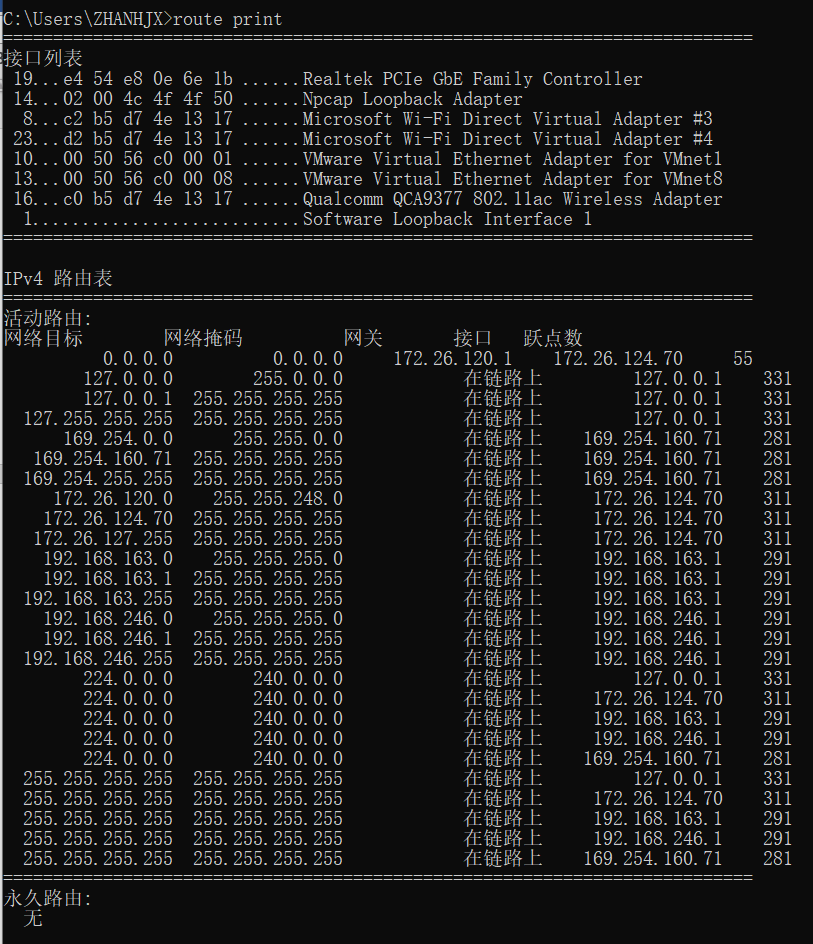 C:\Users\ZHANHJX>route print
===========================================================================
接口列表
 19...e4 54 e8 0e 6e 1b ......Realtek PCIe GbE Family Controller
 14...02 00 4c 4f 4f 50 ......Npcap Loopback Adapter
  8...c2 b5 d7 4e 13 17 ......Microsoft Wi-Fi Direct Virtual Adapter #3
 23...d2 b5 d7 4e 13 17 ......Microsoft Wi-Fi Direct Virtual Adapter #4
 10...00 50 56 c0 00 01 ......VMware Virtual Ethernet Adapter for VMnet1
 13...00 50 56 c0 00 08 ......VMware Virtual Ethernet Adapter for VMnet8
 16...c0 b5 d7 4e 13 17 ......Qualcomm QCA9377 802.11ac Wireless Adapter
  1...........................Software Loopback Interface 1
===========================================================================
IPv4 路由表
===========================================================================
活动路由:
网络目标        网络掩码          网关       接口   跃点数
          0.0.0.0          0.0.0.0     172.26.120.1    172.26.124.70     55
        127.0.0.0        255.0.0.0            在链路上         127.0.0.1    331
        127.0.0.1  255.255.255.255            在链路上         127.0.0.1    331
  127.255.255.255  255.255.255.255            在链路上         127.0.0.1    331
      169.254.0.0      255.255.0.0            在链路上    169.254.160.71    281
   169.254.160.71  255.255.255.255            在链路上    169.254.160.71    281
  169.254.255.255  255.255.255.255            在链路上    169.254.160.71    281
     172.26.120.0    255.255.248.0            在链路上     172.26.124.70    311
    172.26.124.70  255.255.255.255            在链路上     172.26.124.70    311
   172.26.127.255  255.255.255.255            在链路上     172.26.124.70    311
    192.168.163.0    255.255.255.0            在链路上     192.168.163.1    291
    192.168.163.1  255.255.255.255            在链路上     192.168.163.1    291
  192.168.163.255  255.255.255.255            在链路上     192.168.163.1    291
    192.168.246.0    255.255.255.0            在链路上     192.168.246.1    291
    192.168.246.1  255.255.255.255            在链路上     192.168.246.1    291
  192.168.246.255  255.255.255.255            在链路上     192.168.246.1    291
        224.0.0.0        240.0.0.0            在链路上         127.0.0.1    331
        224.0.0.0        240.0.0.0            在链路上     172.26.124.70    311
        224.0.0.0        240.0.0.0            在链路上     192.168.163.1    291
        224.0.0.0        240.0.0.0            在链路上     192.168.246.1    291
        224.0.0.0        240.0.0.0            在链路上    169.254.160.71    281
  255.255.255.255  255.255.255.255            在链路上         127.0.0.1    331
  255.255.255.255  255.255.255.255            在链路上     172.26.124.70    311
  255.255.255.255  255.255.255.255            在链路上     192.168.163.1    291
  255.255.255.255  255.255.255.255            在链路上     192.168.246.1    291
  255.255.255.255  255.255.255.255            在链路上    169.254.160.71    281
===========================================================================
永久路由:
  无